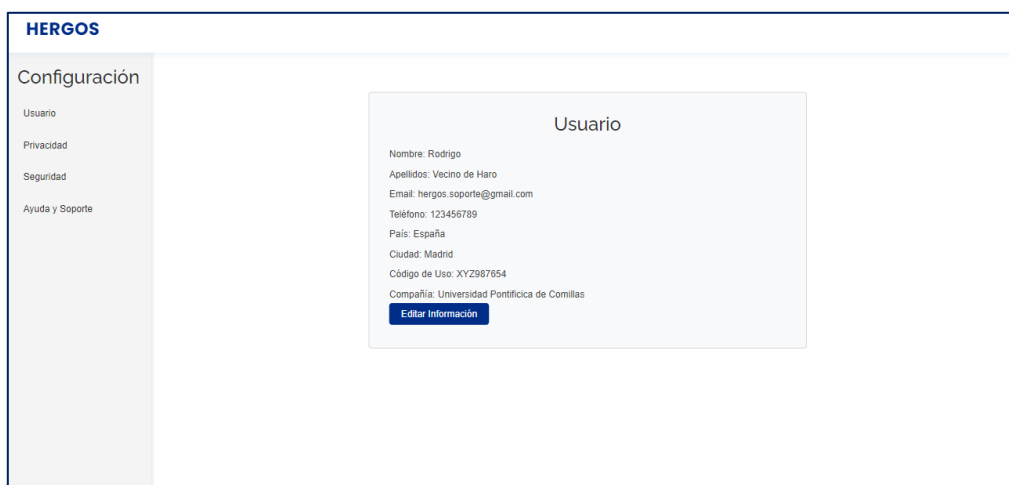 HERGOS
Configuración
Usuario
Privacidad
Seguridad
Ayuda y Soporte
Usuario
Nombre: Rodrigo
Apellidos: Vecino de Haro
Email: hergos.soporte@gmail.com
Teléfono: 123456789
País: España
Ciudad: Madrid
Código de Uso: XYZ987654
Compañía: Universidad Pontificica de Comillas
Editar Información